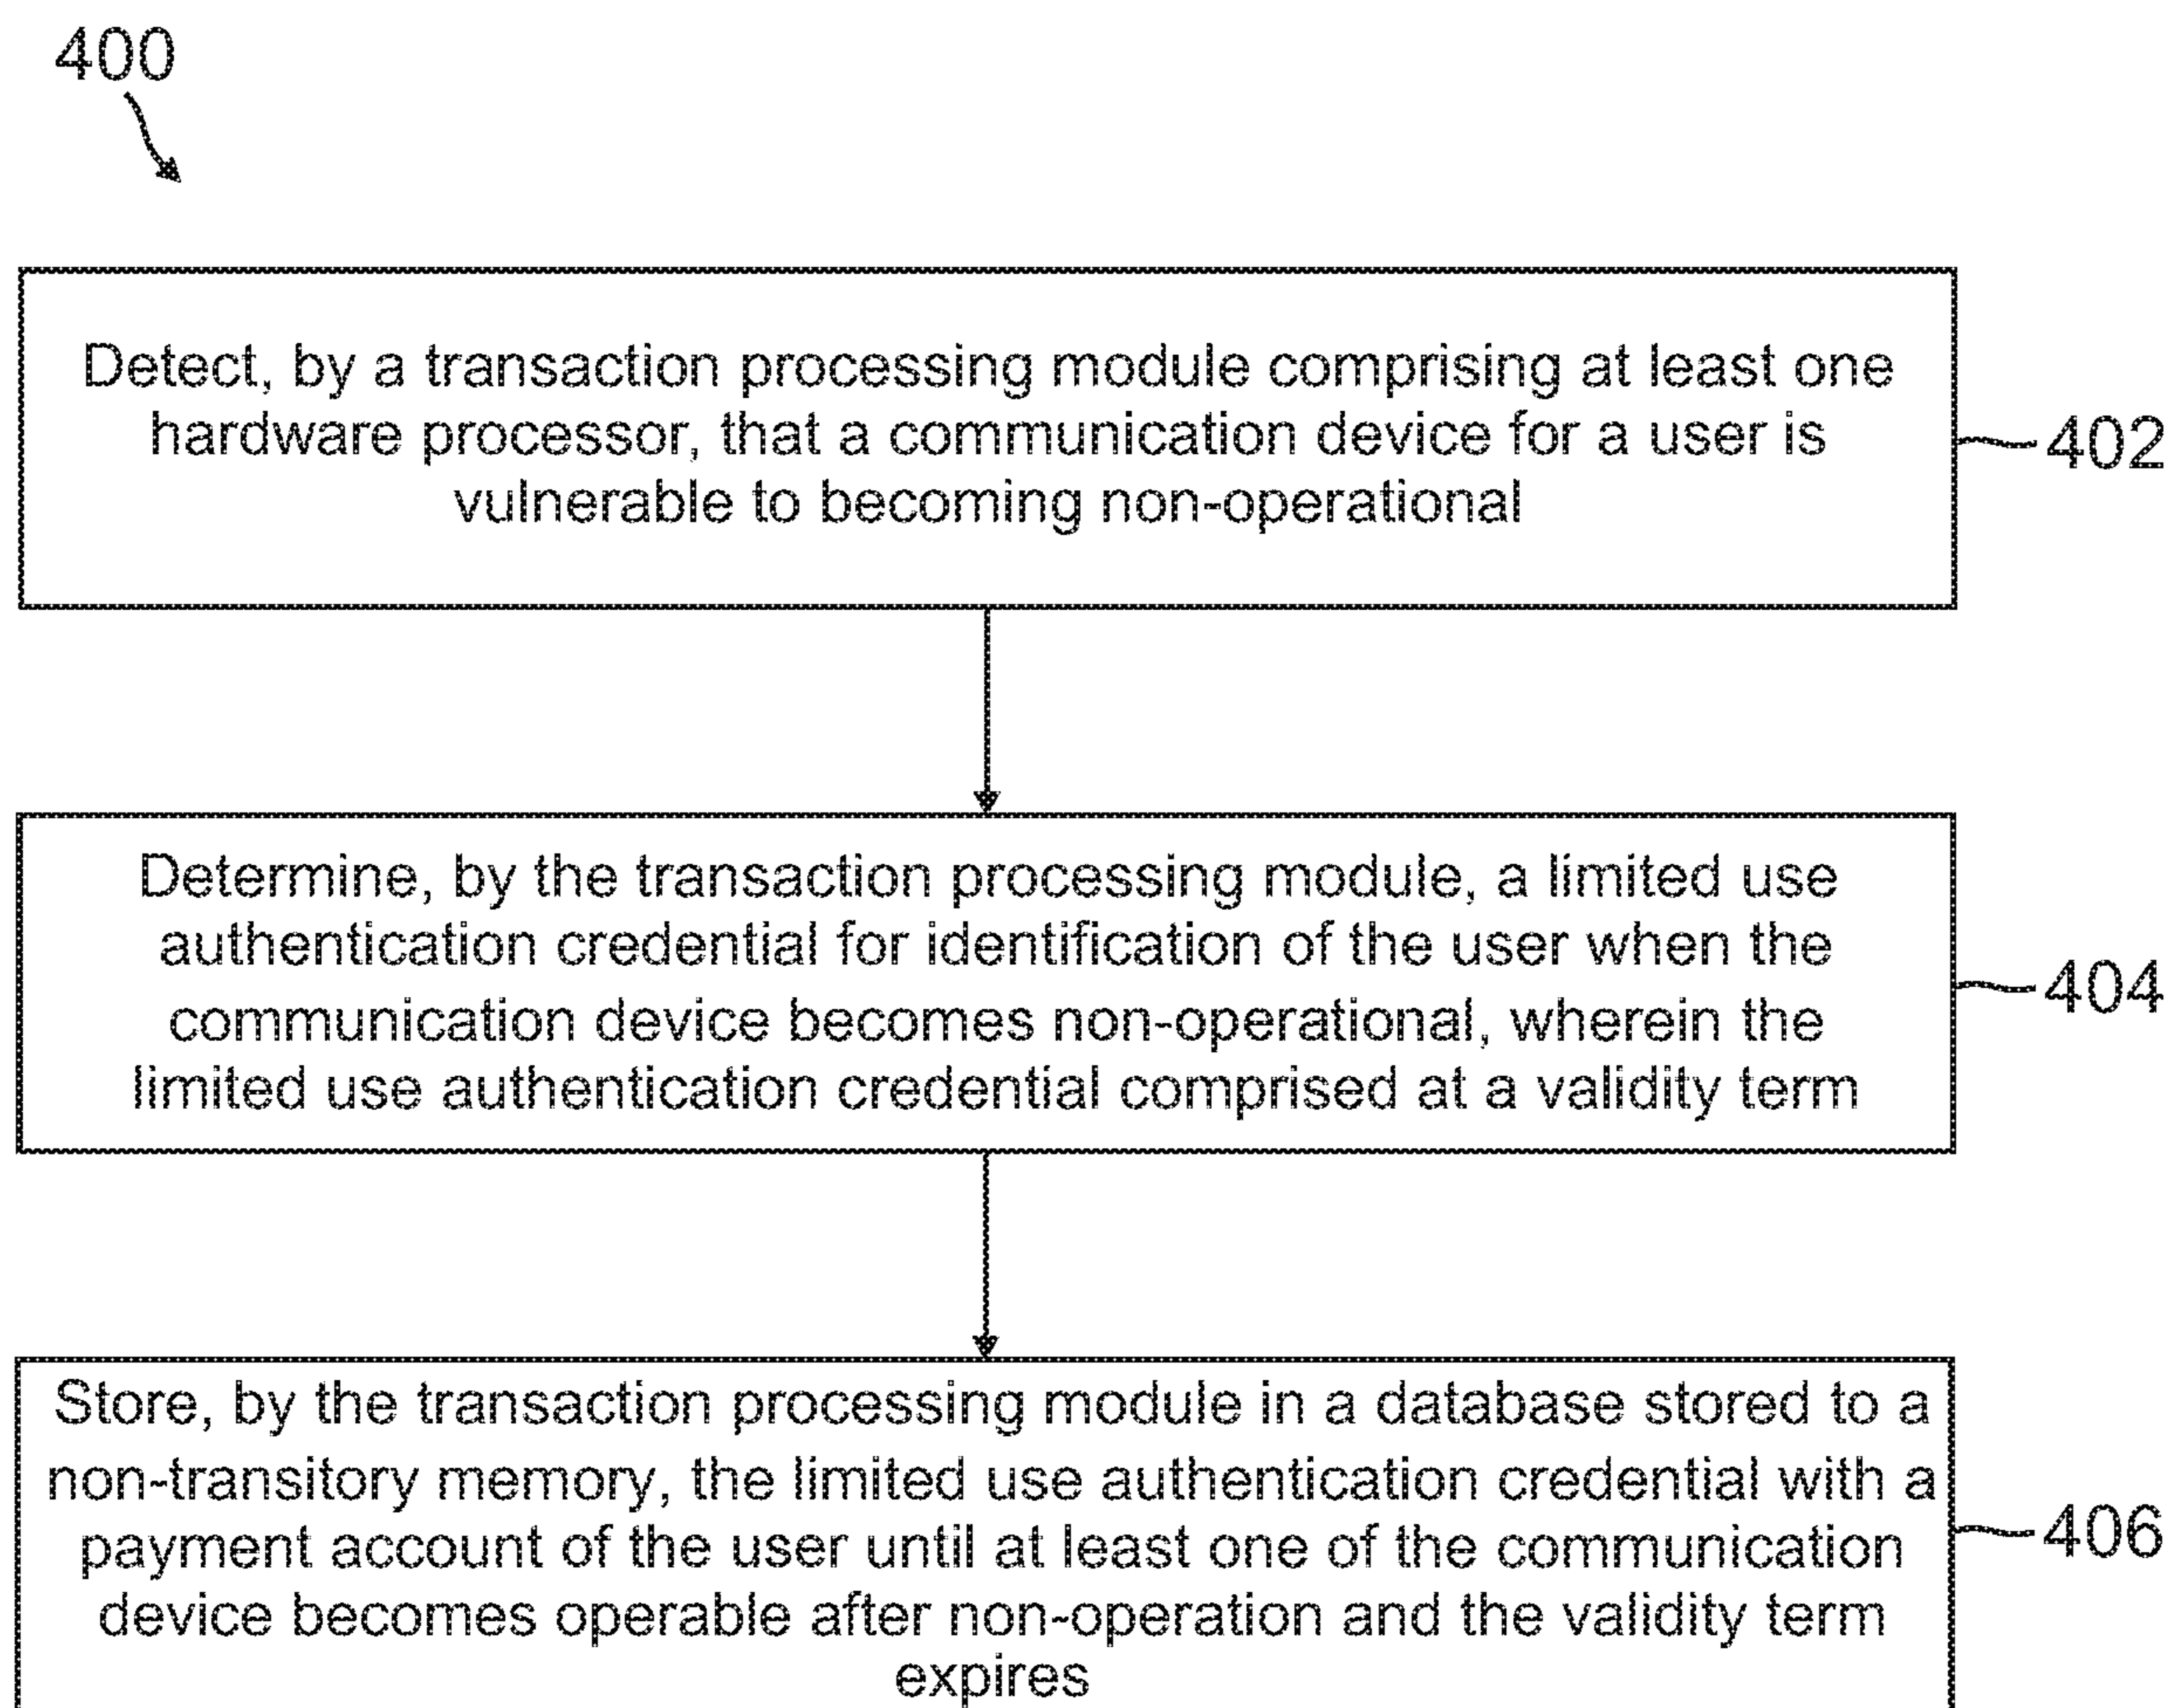 400
Detect, by a transaction processing module comprising at least one
hardware processor, that a communication device for a user is
vulnerable to becoming non-operational
402
Determine, by the transaction processing module, a limited use
authentication credential for identification of the user when the
communication device becomes non-operational, wherein the
limited use authentication credential comprised at a validity term
404
Store, by the transaction processing module in a database stored to a
non-transitory memory, the limited use authentication credential with a
payment account of the user until at least one of the communication
device becomes operable after non-operation and the validity term
expires
406